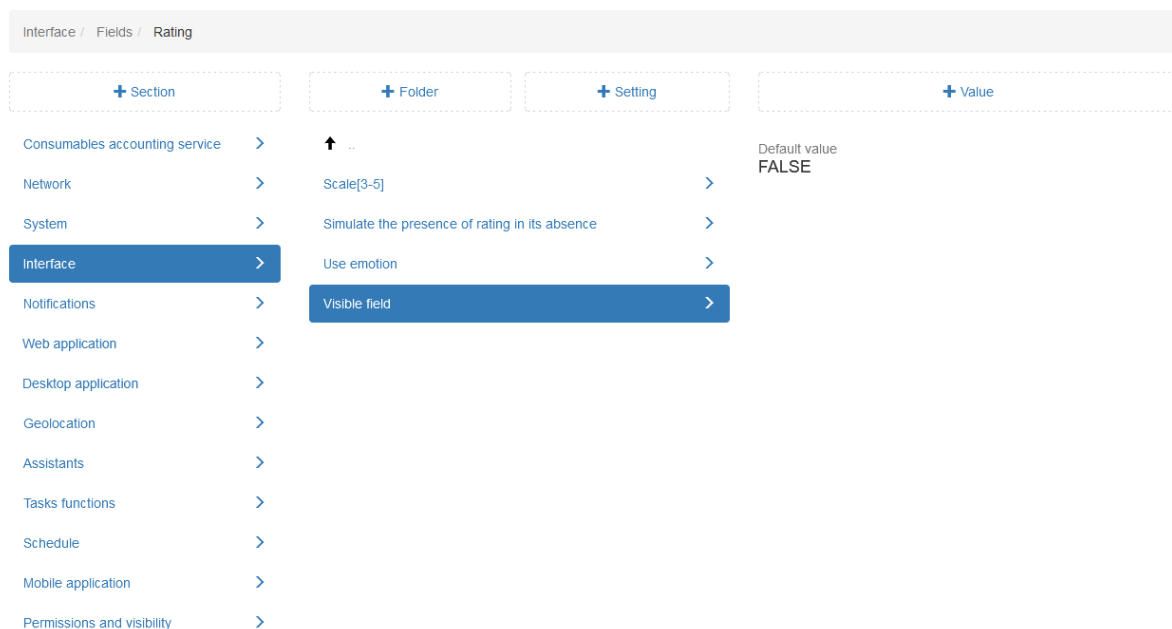 Interface / Fields / Rating
+ Section
+ Folder
+ Setting
+ Value
Consumables accounting service
Network
System
Interface
Notifications
Web application
Desktop application
Geolocation
Assistants
Tasks functions
Schedule
Mobile application
Permissions and visibility
..
Scale[3-5]
Simulate the presence of rating in its absence
Use emotion
Visible field
Default value
FALSE